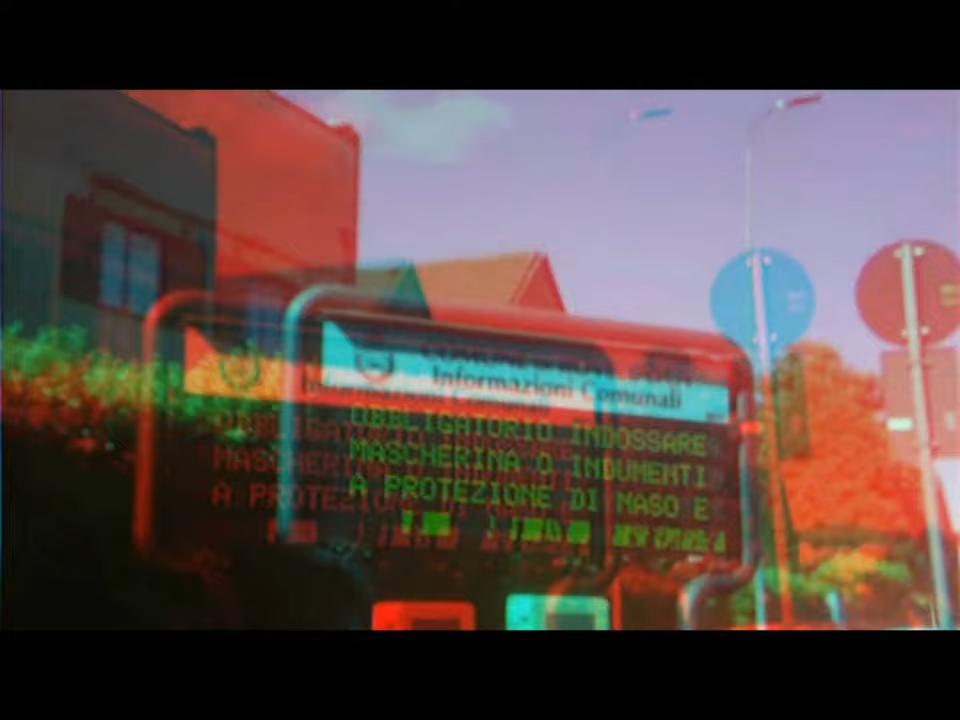 Informazioni Comunali
OBBLIGATORIO INDOSSARE
MASCHERINA O INDUMENTI
A PROTEZIONE DI NASO E